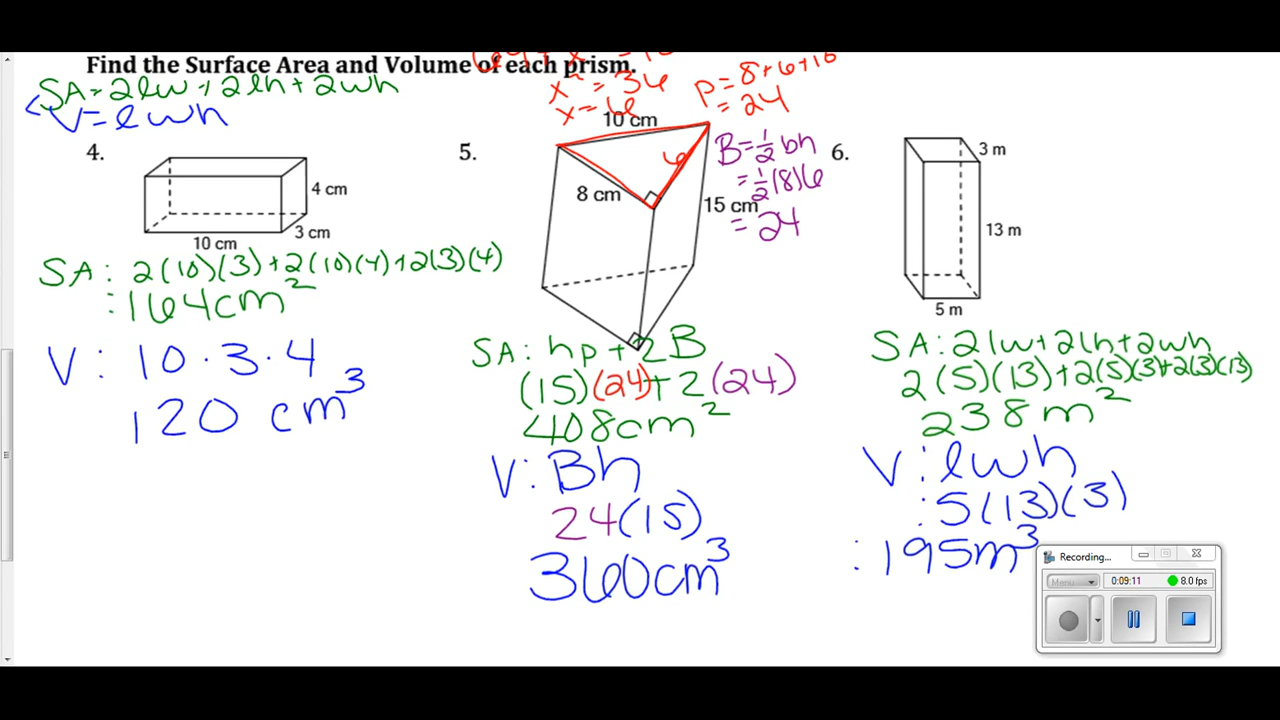 Find the Surface Area and Volume of each prism.
SA = 2lw + 2lh + 2wh
V = lwh
x² = 36
x = 6
P = 8+6+10
= 24
4.
4 cm
3 cm
10 cm
SA: 2(10)(3)+2(10)(4)+2(3)(4)
: 164cm²
V: 10·3·4
120 cm³
5.
10 cm
6
8 cm
15 cm
B = ½bh
= ½(8)6
= 24
SA: hp + 2B
(15)(24)+2(24)
408cm²
V: Bh
24(15)
360cm³
6.
3 m
13 m
5 m
SA: 2lw+2lh+2wh
2(5)(13)+2(5)(3)+2(3)(13)
238m²
V: lwh
: 5(13)(3)
: 195m³
Recording...
Menu
0:09:11
8.0 fps